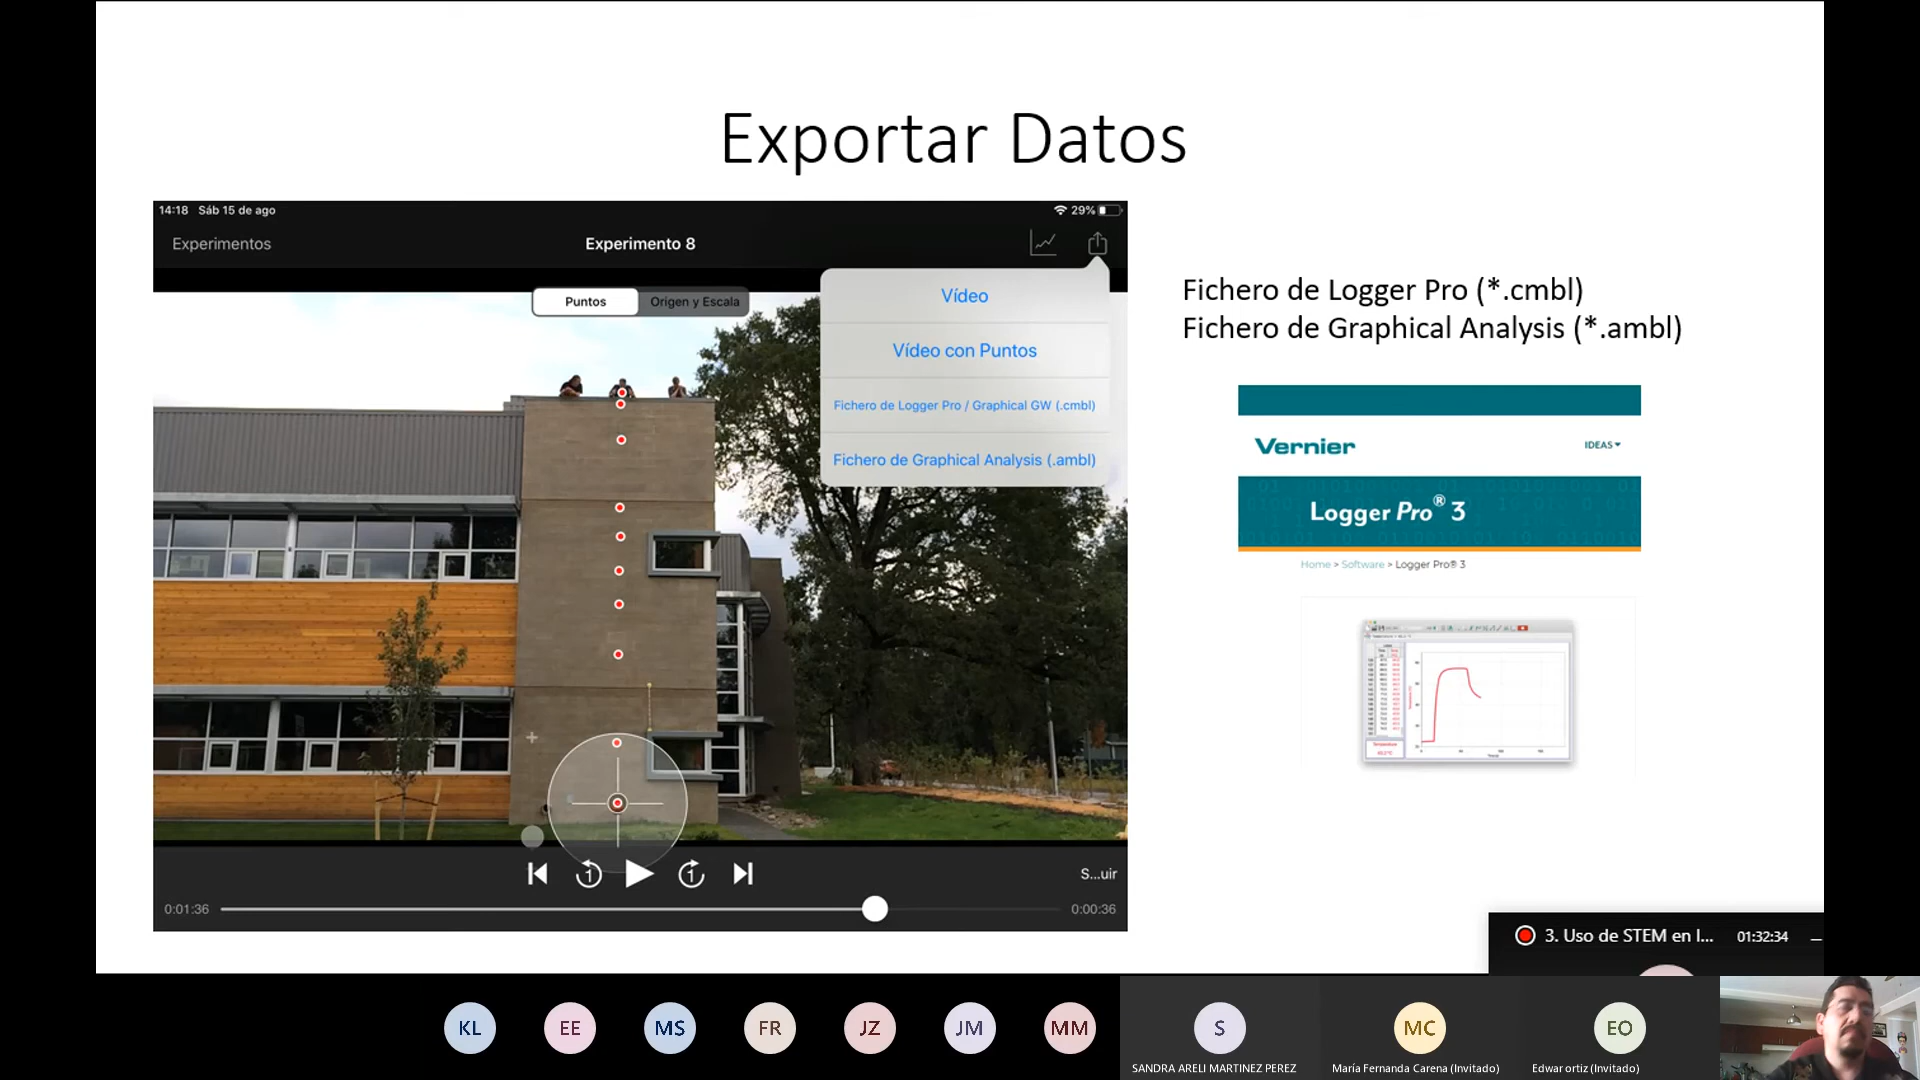 Exportar Datos
14:18 Sáb 15 de ago
29%
Experimentos
Experimento 8
Puntos
Origen y Escala
Vídeo
Vídeo con Puntos
Fichero de Logger Pro / Graphical GW (.cmbl)
Fichero de Graphical Analysis (.ambl)
1
1
S...uir
0:01:36
0:00:36
Fichero de Logger Pro (*.cmbl)
Fichero de Graphical Analysis (*.ambl)
Vernier
IDEAS
Logger Pro® 3
Home > Software > Logger Pro® 3
3. Uso de STEM en l...
01:32:34
KL
EE
MS
FR
JZ
JM
MM
S
MC
EO
SANDRA ARELI MARTINEZ PEREZ
María Fernanda Carena (Invitado)
Edwar ortiz (Invitado)